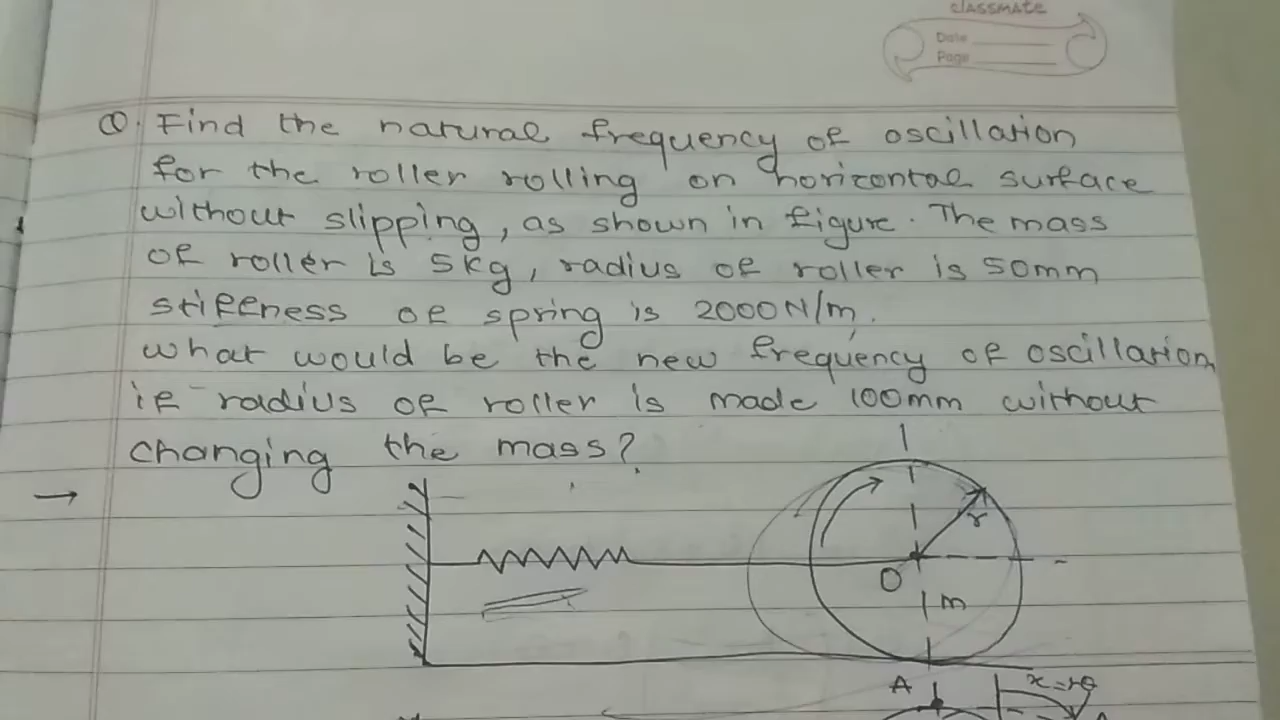 classmate
Date
Page
Q. Find the natural frequency of oscillation
for the roller rolling on horizontal surface
without slipping, as shown in figure. The mass
of roller is 5kg, radius of roller is 50mm
stiffness of spring is 2000N/m.
what would be the new frequency of oscillation
if radius of roller is made 100mm without
changing the mass?
r
O
m
A
x=rθ